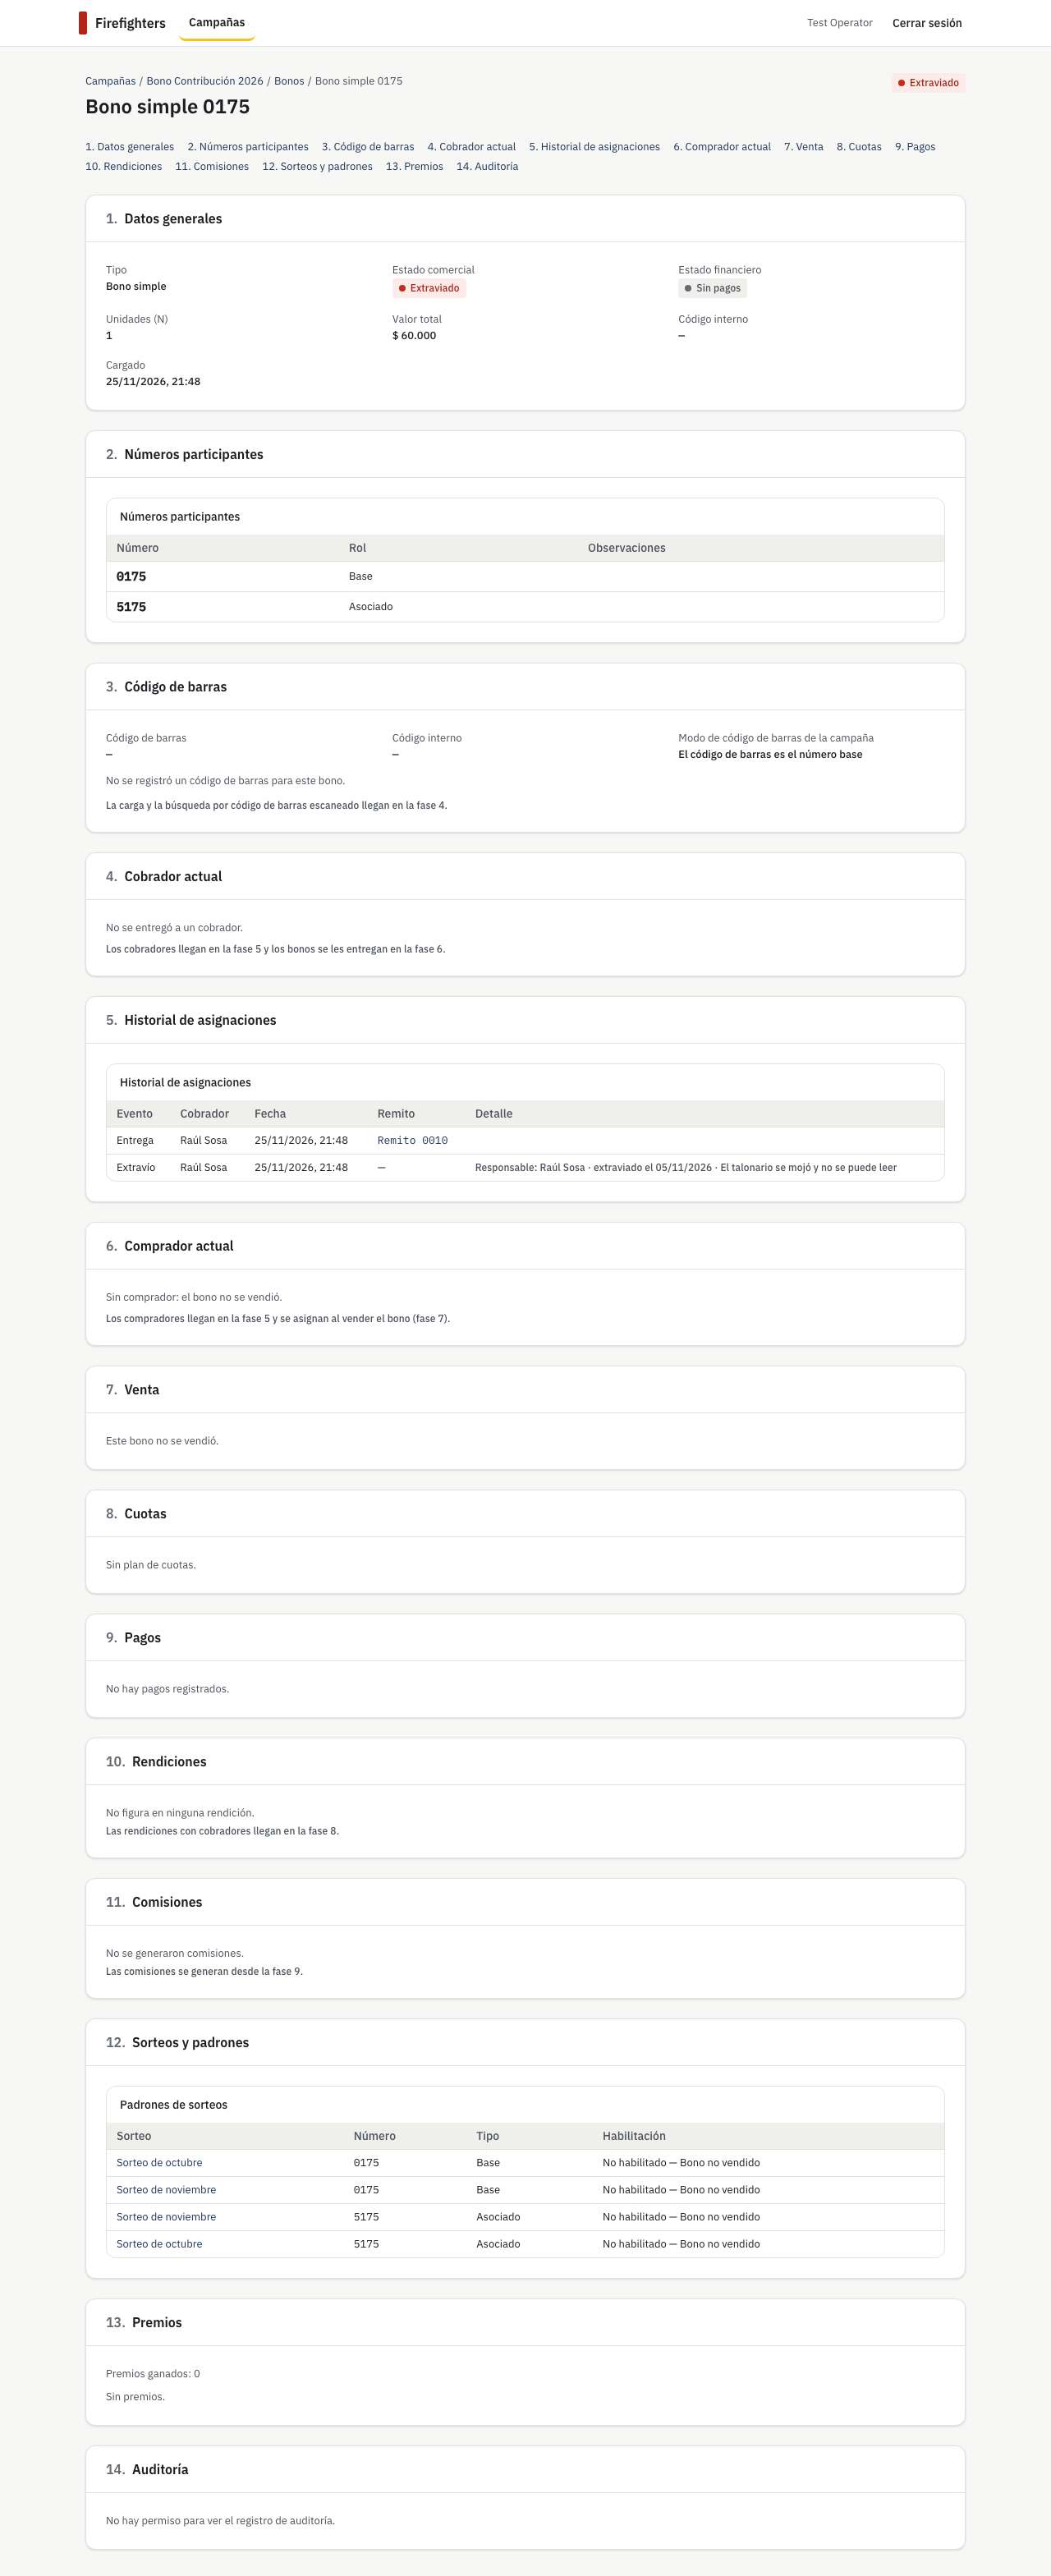 Firefighters Campañas Test Operator Cerrar sesión
Campañas / Bono Contribución 2026 / Bonos / Bono simple 0175 Extraviado
Bono simple 0175
1. Datos generales 2. Números participantes 3. Código de barras 4. Cobrador actual 5. Historial de asignaciones 6. Comprador actual 7. Venta 8. Cuotas 9. Pagos
10. Rendiciones 11. Comisiones 12. Sorteos y padrones 13. Premios 14. Auditoría
1. Datos generales
Tipo Estado comercial Estado financiero
Bono simple Extraviado Sin pagos
Unidades (N) Valor total Código interno
1 $ 60.000 —
Cargado
25/11/2026, 21:48
2. Números participantes
Números participantes
Número Rol Observaciones
0175 Base
5175 Asociado
3. Código de barras
Código de barras Código interno Modo de código de barras de la campaña
— — El código de barras es el número base
No se registró un código de barras para este bono.
La carga y la búsqueda por código de barras escaneado llegan en la fase 4.
4. Cobrador actual
No se entregó a un cobrador.
Los cobradores llegan en la fase 5 y los bonos se les entregan en la fase 6.
5. Historial de asignaciones
Historial de asignaciones
Evento Cobrador Fecha Remito Detalle
Entrega Raúl Sosa 25/11/2026, 21:48 Remito 0010
Extravío Raúl Sosa 25/11/2026, 21:48 — Responsable: Raúl Sosa · extraviado el 05/11/2026 · El talonario se mojó y no se puede leer
6. Comprador actual
Sin comprador: el bono no se vendió.
Los compradores llegan en la fase 5 y se asignan al vender el bono (fase 7).
7. Venta
Este bono no se vendió.
8. Cuotas
Sin plan de cuotas.
9. Pagos
No hay pagos registrados.
10. Rendiciones
No figura en ninguna rendición.
Las rendiciones con cobradores llegan en la fase 8.
11. Comisiones
No se generaron comisiones.
Las comisiones se generan desde la fase 9.
12. Sorteos y padrones
Padrones de sorteos
Sorteo Número Tipo Habilitación
Sorteo de octubre 0175 Base No habilitado — Bono no vendido
Sorteo de noviembre 0175 Base No habilitado — Bono no vendido
Sorteo de noviembre 5175 Asociado No habilitado — Bono no vendido
Sorteo de octubre 5175 Asociado No habilitado — Bono no vendido
13. Premios
Premios ganados: 0
Sin premios.
14. Auditoría
No hay permiso para ver el registro de auditoría.